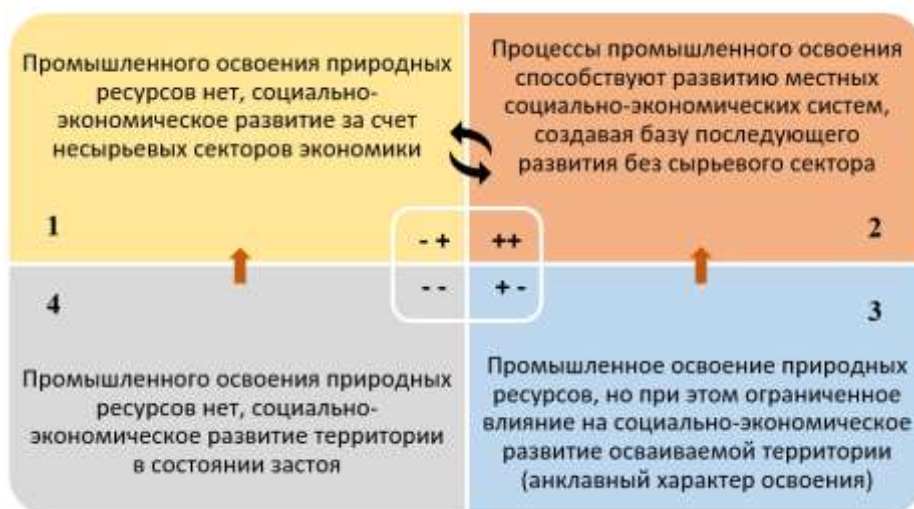 Промышленного освоения природных
ресурсов нет, социально-
экономическое развитие за счет
несырьевых секторов экономики
1
- +
Процессы промышленного освоения
способствуют развитию местных
социально-экономических систем,
создавая базу последующего
развития без сырьевого сектора
2
++
4
- -
Промышленного освоения природных
ресурсов нет, социально-
экономическое развитие территории
в состоянии застоя
+ -
3
Промышленное освоение природных
ресурсов, но при этом ограниченное
влияние на социально-экономическое
развитие осваиваемой территории
(анклавный характер освоения)